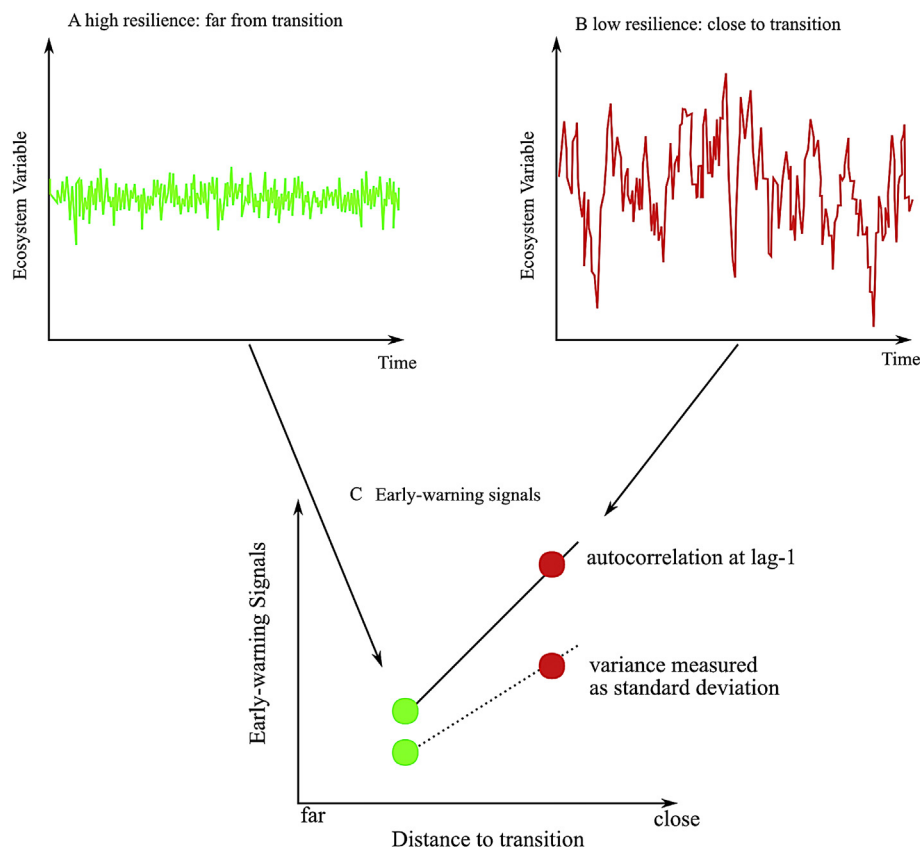 A high resilience: far from transition
B low resilience: close to transition
Ecosystem Variable
Time
Ecosystem Variable
Time
C Early-warning signals
Early-warning Signals
autocorrelation at lag-1
variance measured
as standard deviation
far
close
Distance to transition